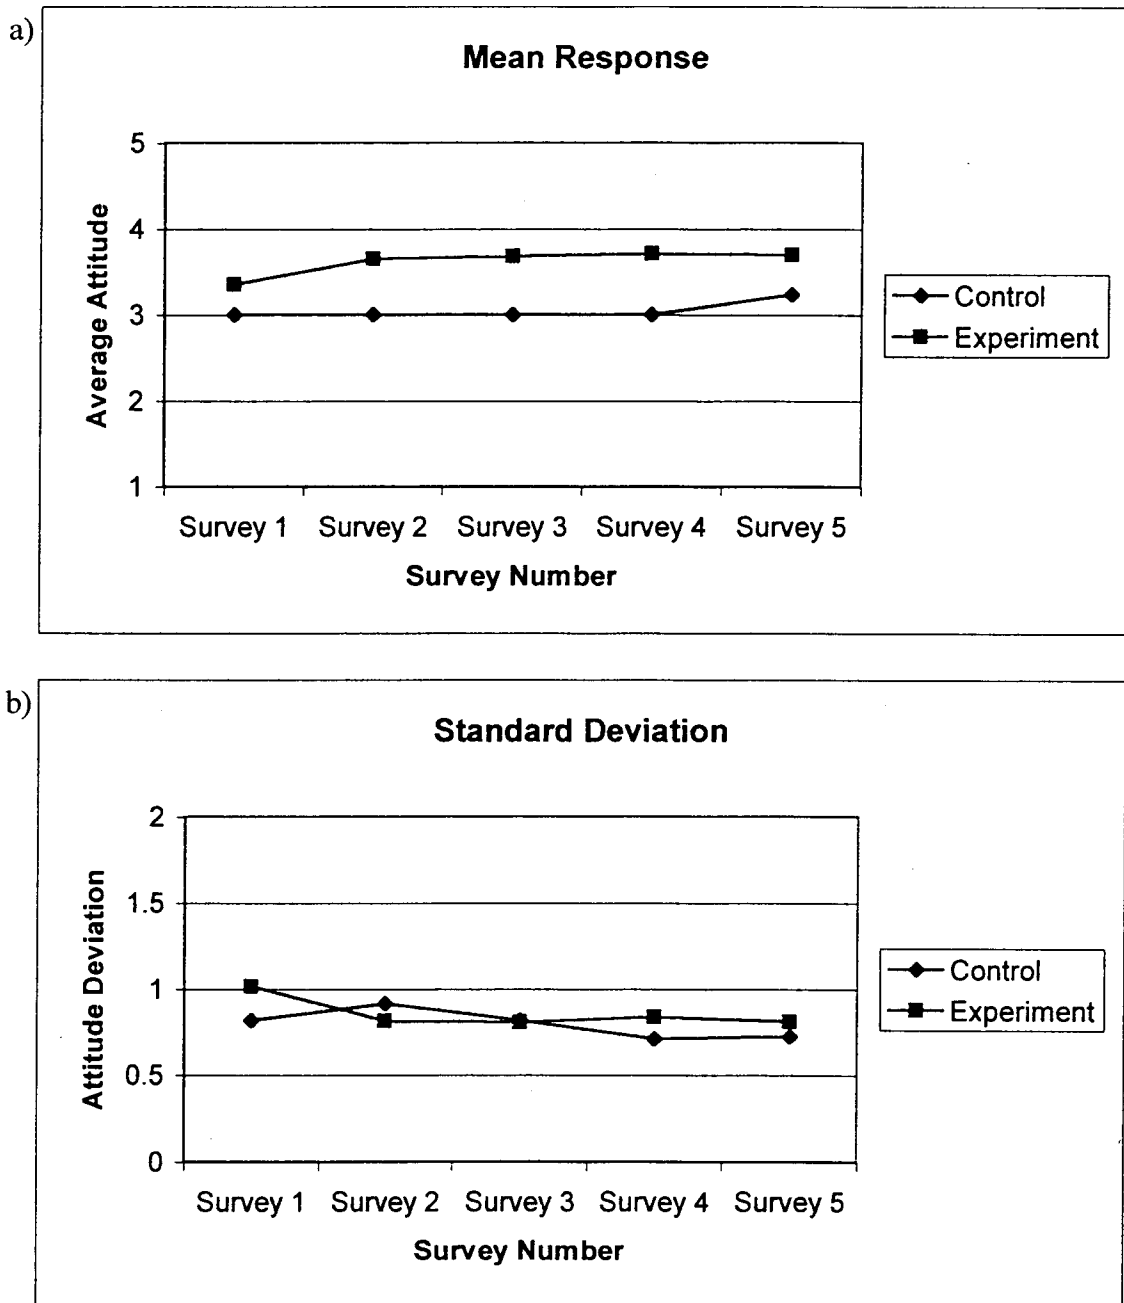 a)
Mean Response
5
4
3
2
1
Average Attitude
Survey 1 Survey 2 Survey 3 Survey 4 Survey 5
Survey Number
Control
Experiment
b)
Standard Deviation
2
1.5
1
0.5
0
Attitude Deviation
Survey 1 Survey 2 Survey 3 Survey 4 Survey 5
Survey Number
Control
Experiment